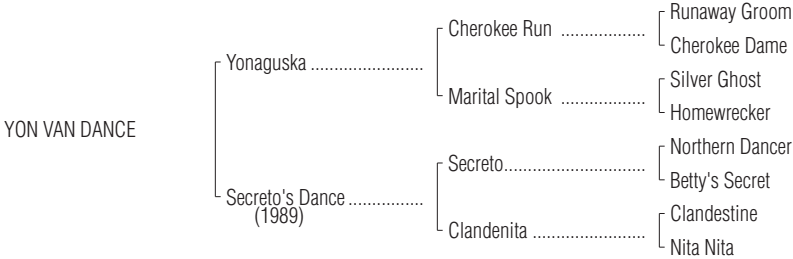 Runaway Groom
Cherokee Run ...................
Cherokee Dame
Yonaguska .........................
Silver Ghost
Marital Spook ...................
Homewrecker
YON VAN DANCE
Northern Dancer
Secreto...............................
Betty's Secret
Secreto's Dance ................
(1989)
Clandestine
Clandenita .........................
Nita Nita